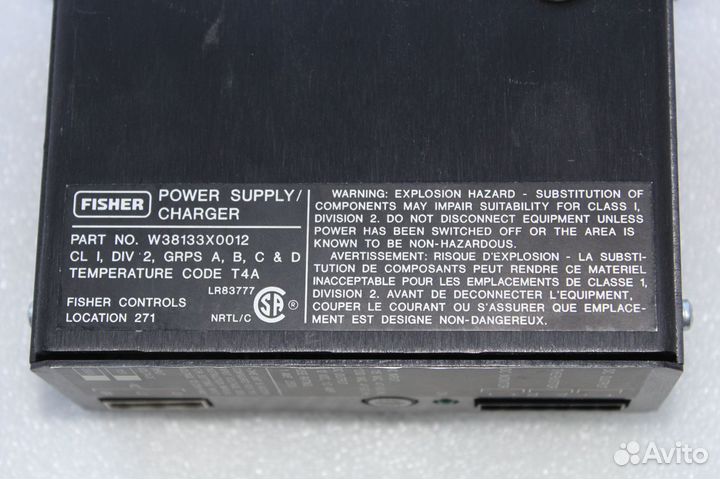 FISHER
POWER SUPPLY/
CHARGER
PART NO. W38133X0012
CL I, DIV 2, GRPS A, B, C & D
TEMPERATURE CODE T4A
LR83777
FISHER CONTROLS
LOCATION 271
NRTL/C
SA ®
WARNING: EXPLOSION HAZARD - SUBSTITUTION OF
COMPONENTS MAY IMPAIR SUITABILITY FOR CLASS I,
DIVISION 2. DO NOT DISCONNECT EQUIPMENT UNLESS
POWER HAS BEEN SWITCHED OFF OR THE AREA IS
KNOWN TO BE NON-HAZARDOUS.
AVERTISSEMENT: RISQUE D'EXPLOSION - LA SUBSTI-
TUTION DE COMPOSANTS PEUT RENDRE CE MATERIEL
INACCEPTABLE POUR LES EMPLACEMENTS DE CLASSE 1,
DIVISION 2. AVANT DE DECONNECTER L'EQUIPMENT,
COUPER LE COURANT OU S'ASSURER QUE EMPLACE-
MENT EST DESIGNE NON-DANGEREUX.
Avito